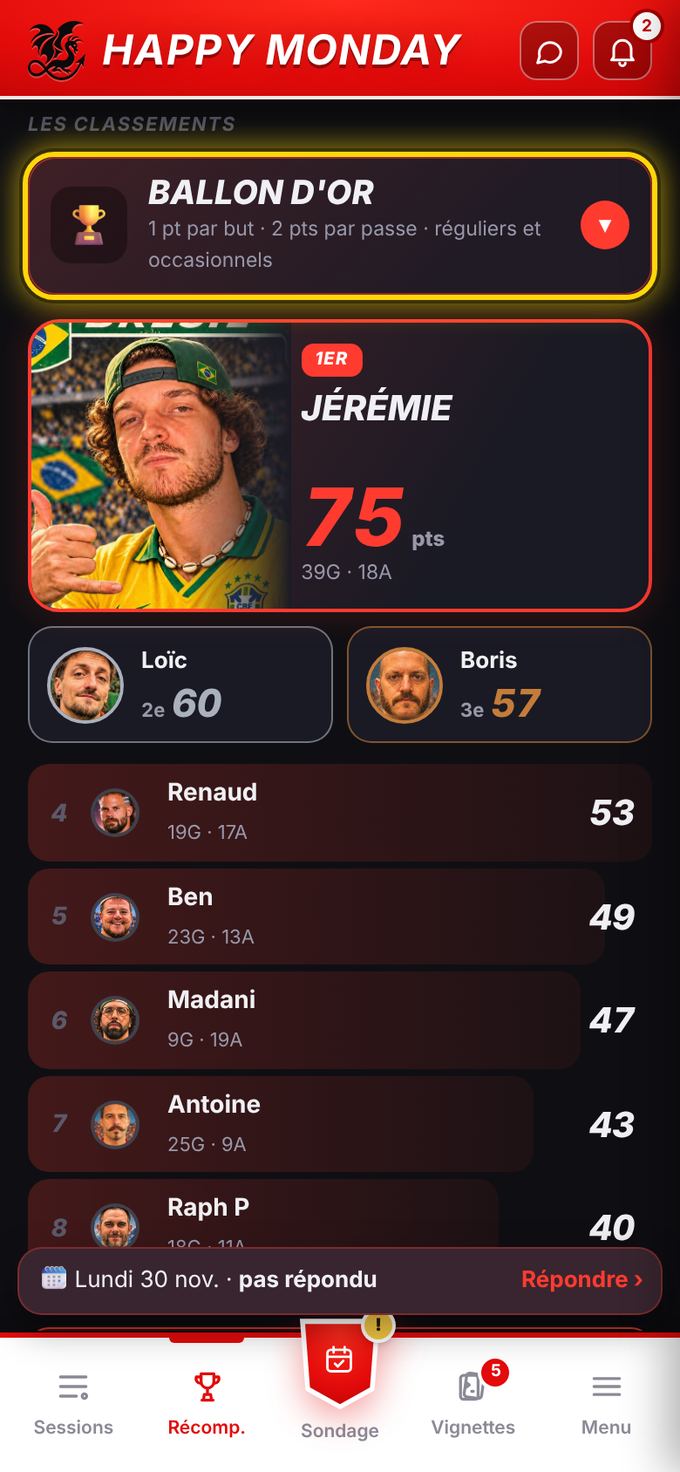 HAPPY MONDAY
2
LES CLASSEMENTS
BALLON D'OR
1 pt par but · 2 pts par passe · réguliers et
occasionnels
▼
1ER
JÉRÉMIE
75 pts
39G · 18A
CBF
Loïc
2e 60
Boris
3e 57
4
Renaud
19G · 17A
53
5
Ben
23G · 13A
49
6
Madani
9G · 19A
47
7
Antoine
25G · 9A
43
8
Raph P
18G · 11A
40
Lundi 30 nov. · pas répondu
Répondre ›
!
5
Sessions
Récomp.
Sondage
Vignettes
Menu